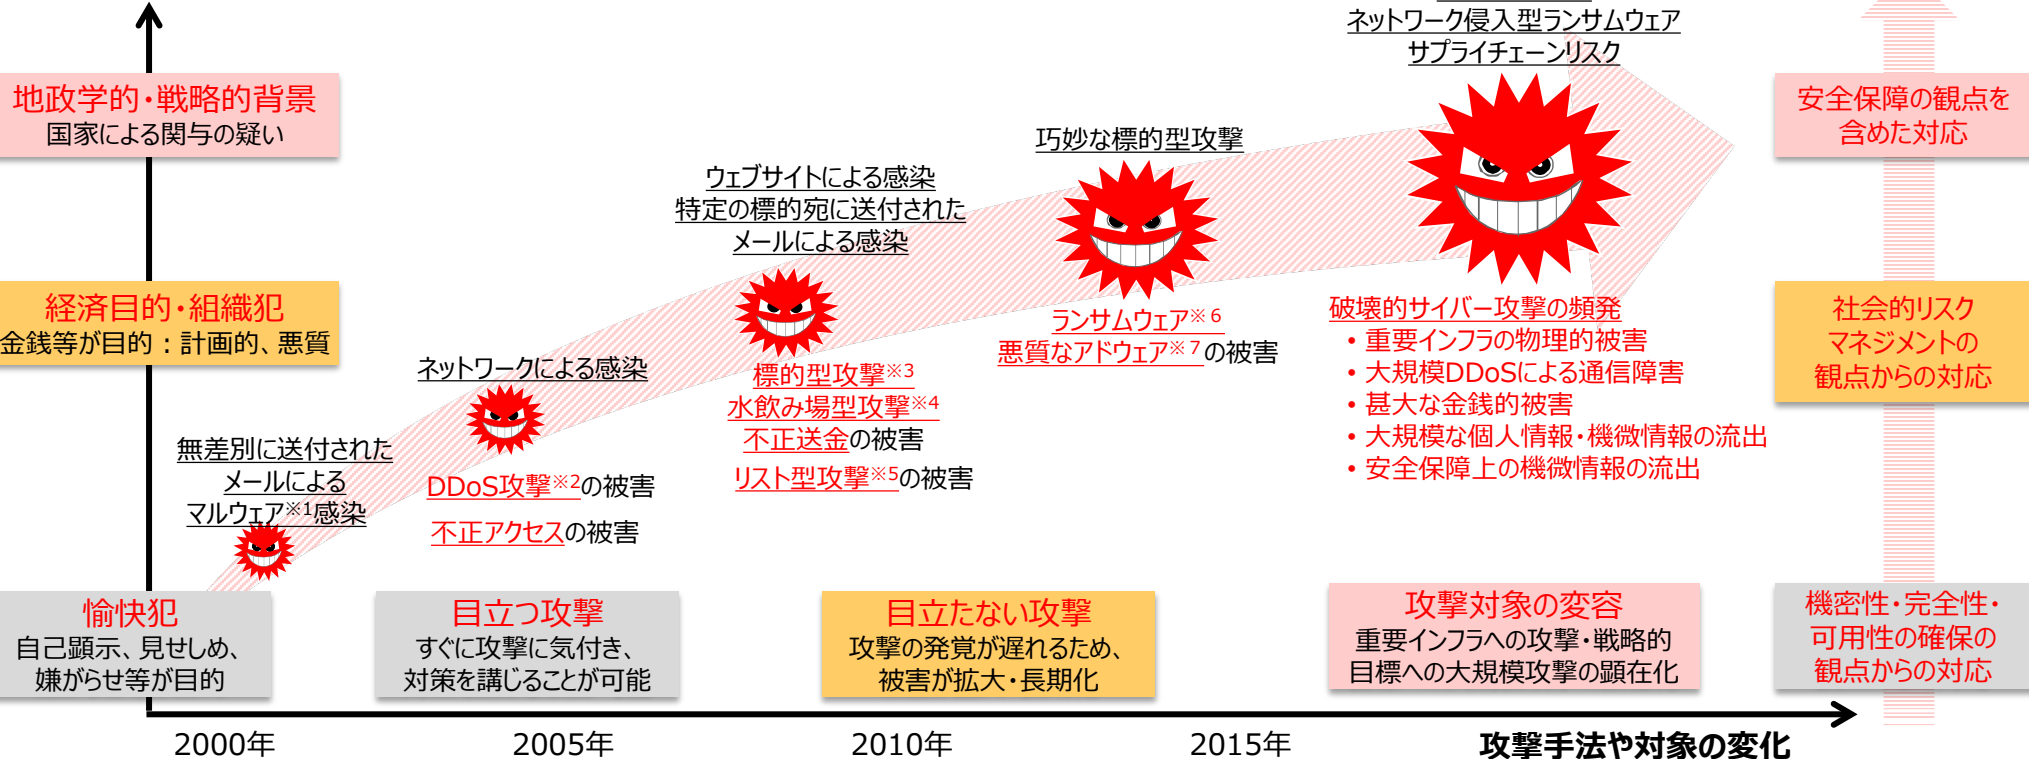 ネットワーク侵入型ランサムウェア
サプライチェーンリスク
地政学的・戦略的背景
国家による関与の疑い
安全保障の観点を
含めた対応
巧妙な標的型攻撃
ウェブサイトによる感染
特定の標的宛に送付された
メールによる感染
経済目的・組織犯
金銭等が目的：計画的、悪質
ランサムウェア※6
悪質なアドウェア※7の被害
破壊的サイバー攻撃の頻発
• 重要インフラの物理的被害
• 大規模DDoSによる通信障害
• 甚大な金銭的被害
• 大規模な個人情報・機微情報の流出
• 安全保障上の機微情報の流出
社会的リスク
マネジメントの
観点からの対応
ネットワークによる感染
標的型攻撃※3
水飲み場型攻撃※4
不正送金の被害
リスト型攻撃※5の被害
無差別に送付された
メールによる
マルウェア※1感染
DDoS攻撃※2の被害
不正アクセスの被害
愉快犯
自己顕示、見せしめ、
嫌がらせ等が目的
目立つ攻撃
すぐに攻撃に気付き、
対策を講じることが可能
目立たない攻撃
攻撃の発覚が遅れるため、
被害が拡大・長期化
攻撃対象の変容
重要インフラへの攻撃・戦略的
目標への大規模攻撃の顕在化
機密性・完全性・
可用性の確保の
観点からの対応
2000年
2005年
2010年
2015年
攻撃手法や対象の変化